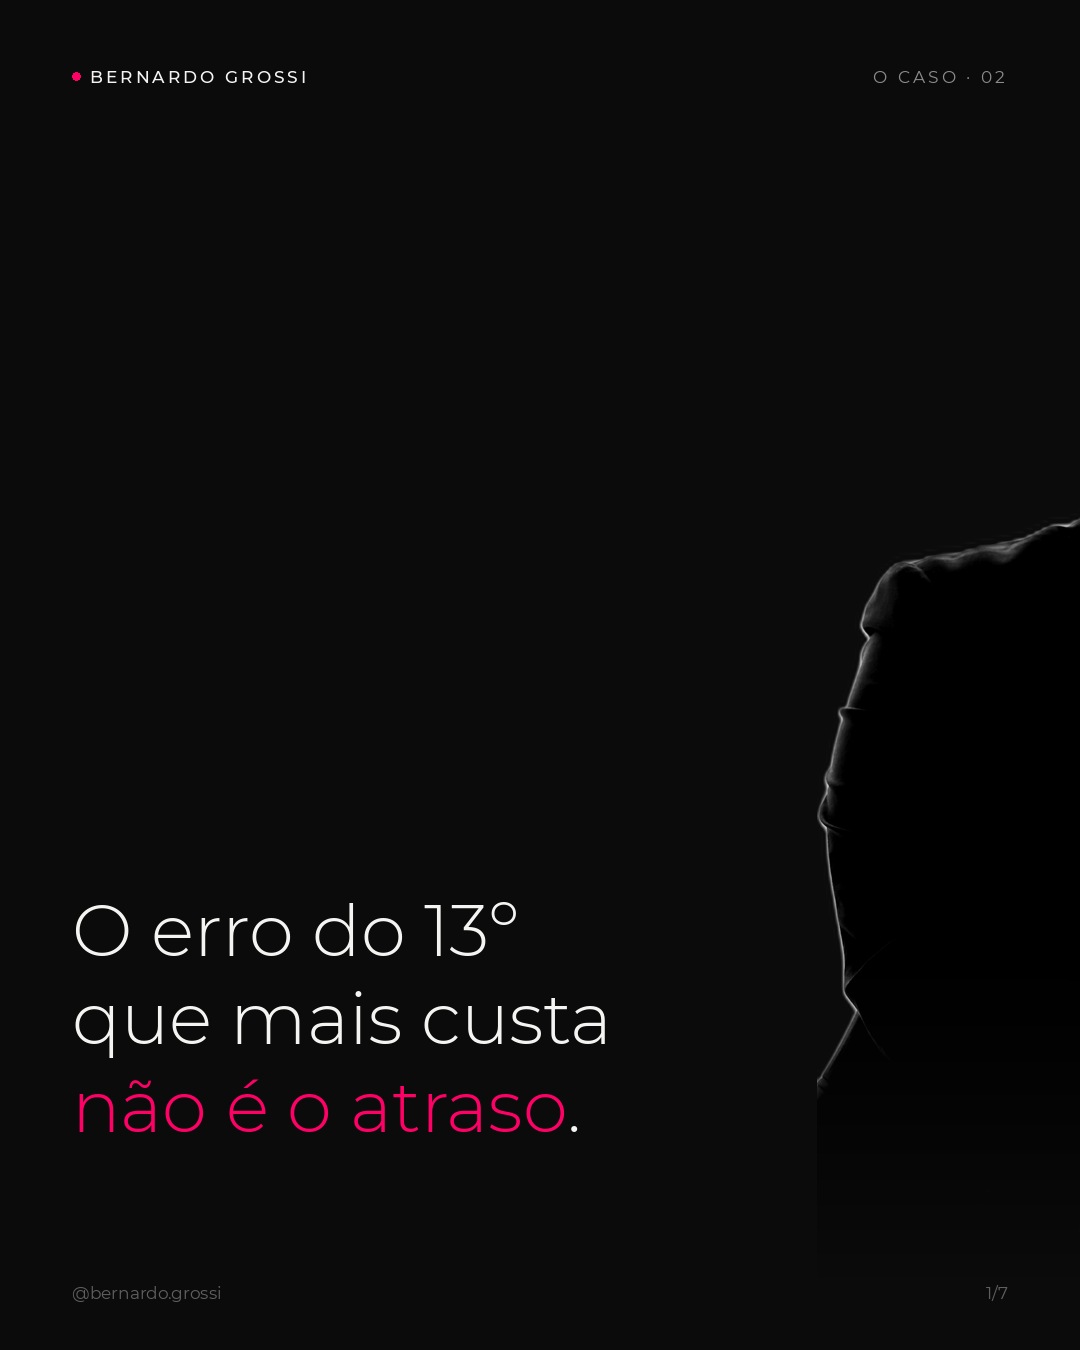 BERNARDO GROSSI
O CASO · 02
O erro do 13º
que mais custa
não é o atraso.
@bernardo.grossi
1/7